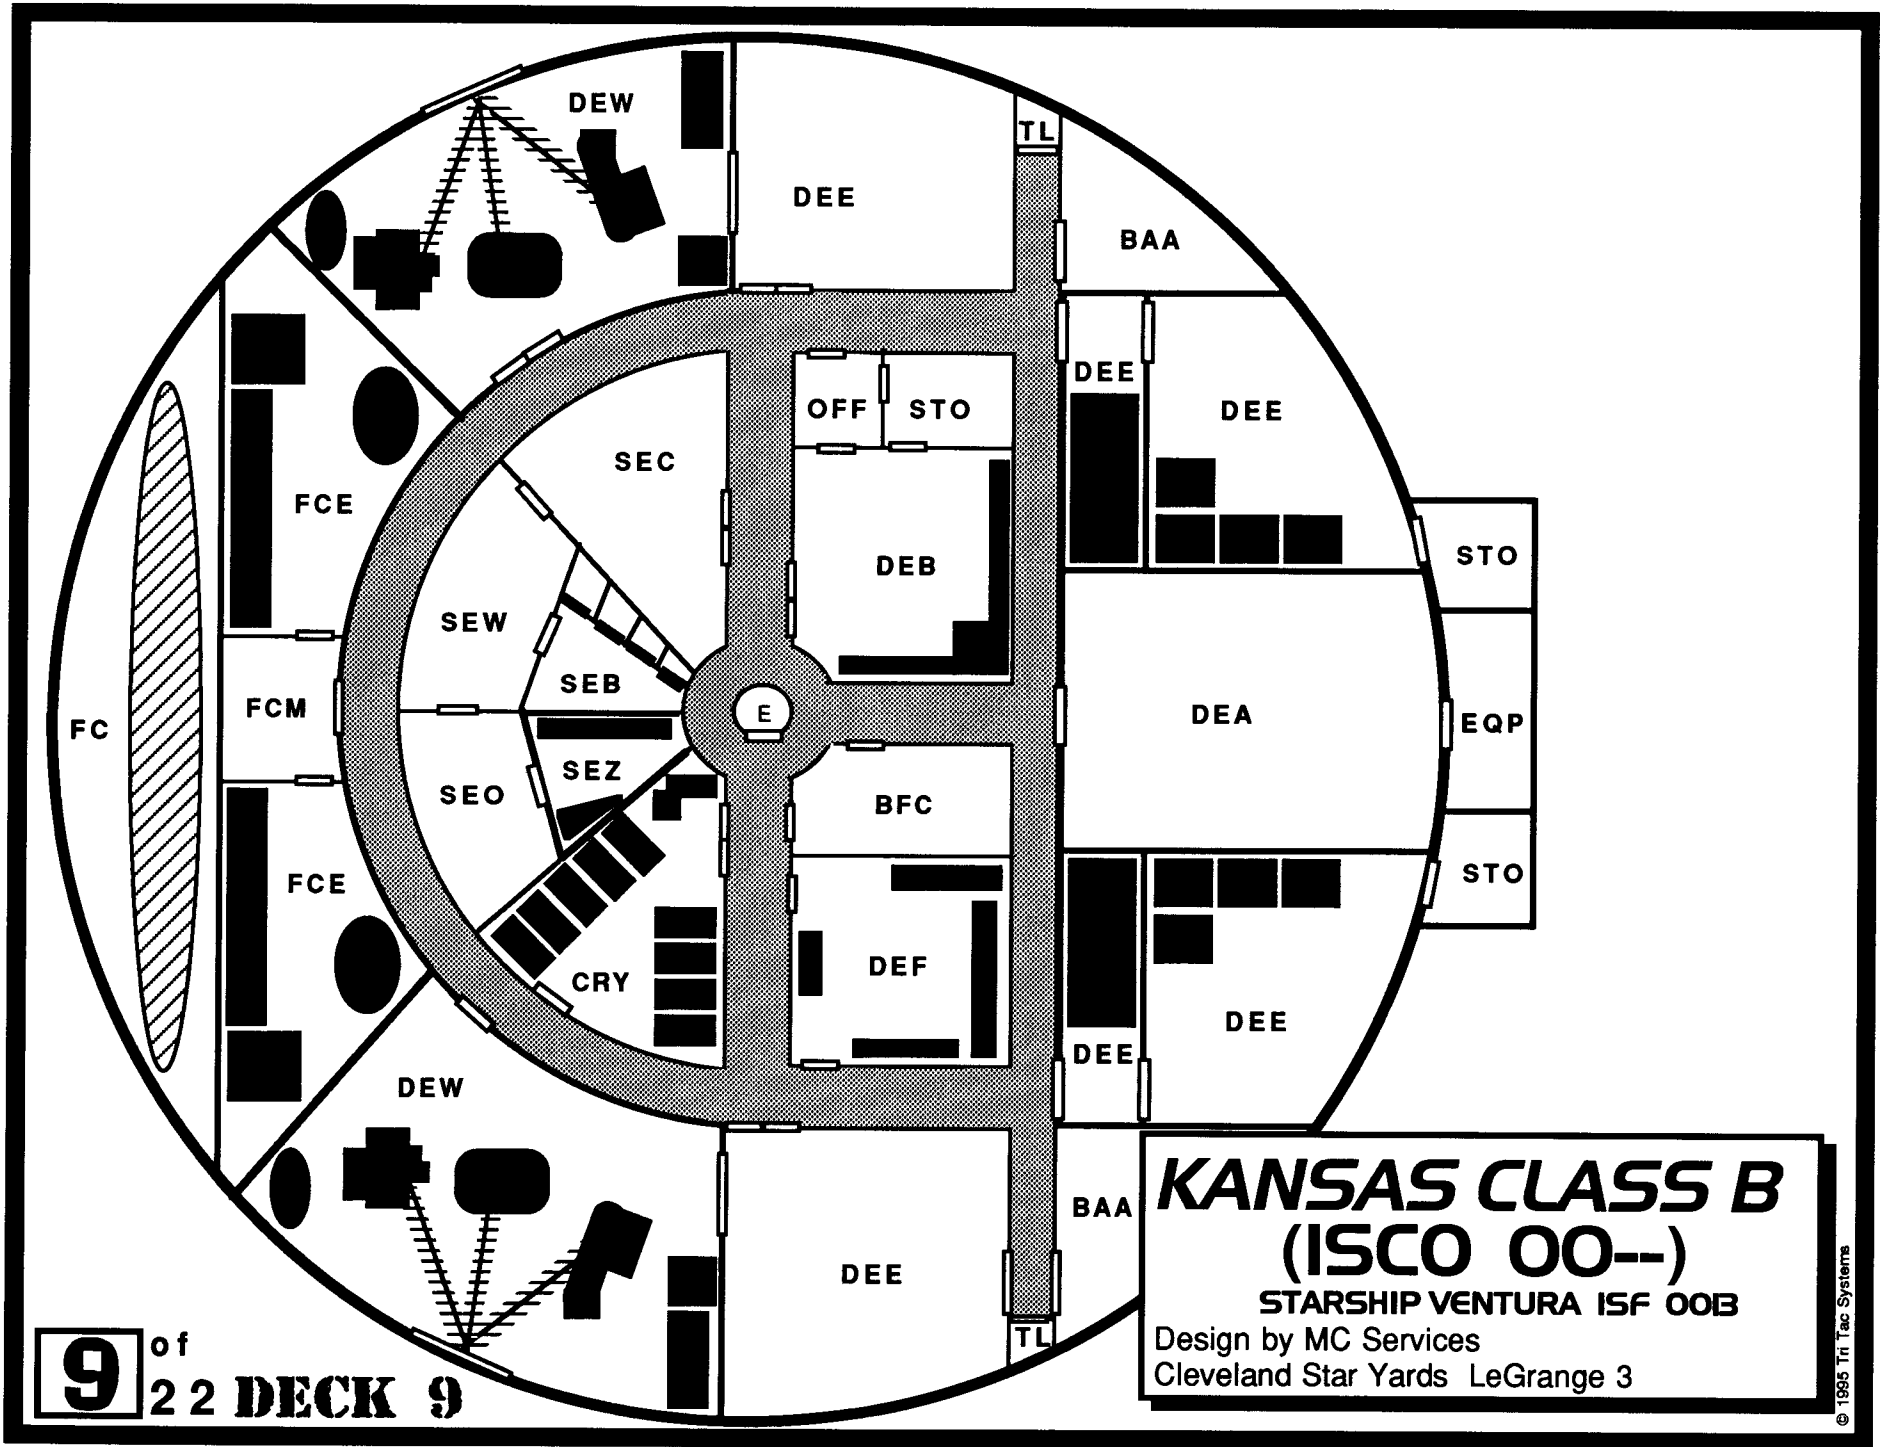 TL
DEW
DEE
BAA
DEE
DEE
OFF
STO
SEC
FCE
STO
DEB
SEW
SEB
FCM
E
DEA
EQP
FC
SEZ
SEO
BFC
STO
FCE
DEF
CRY
DEE
DEE
DEW
BAA
DEE
TL
KANSAS CLASS B
(ISCO 00--)
STARSHIP VENTURA ISF 00B
Design by MC Services
Cleveland Star Yards LeGrange 3
9 of
22 DECK 9
© 1995 Tri Tac Systems